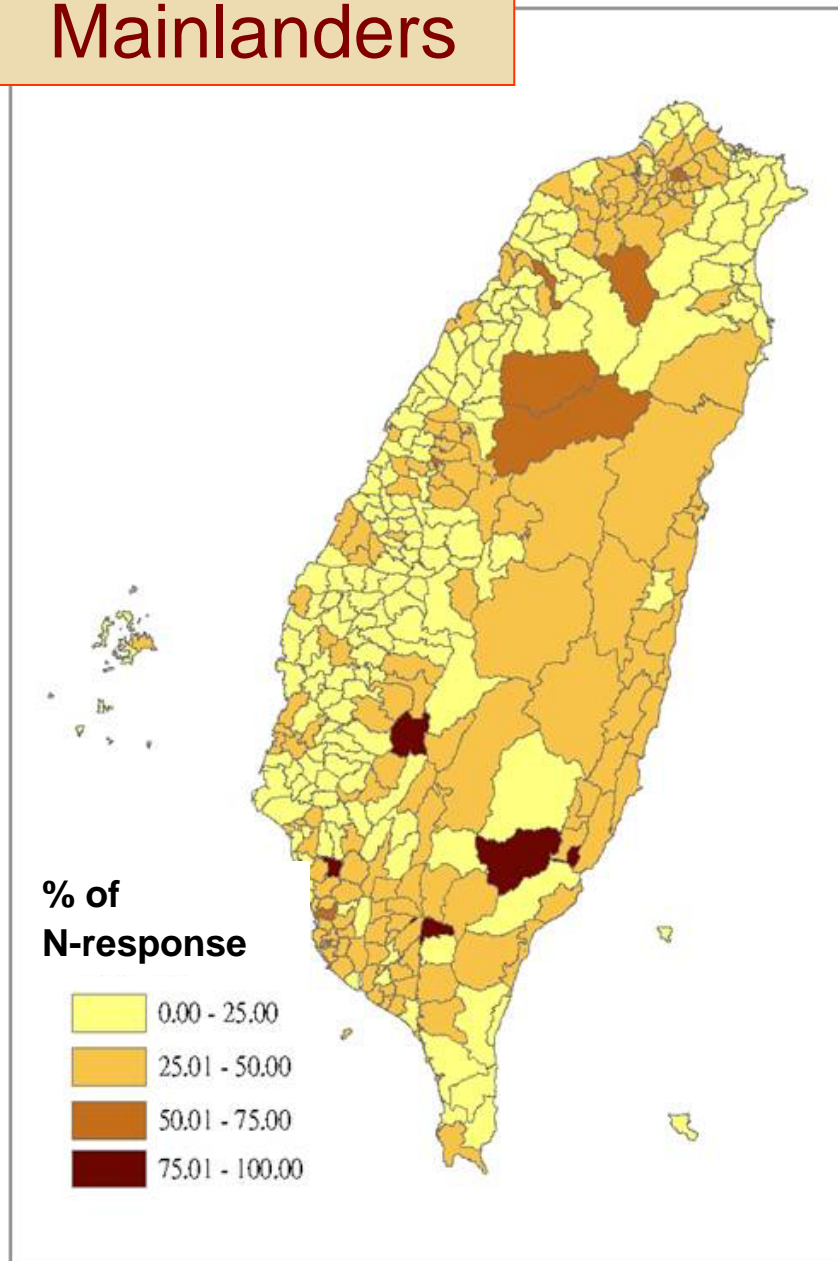 Mainlanders
% of
N-response
0.00 - 25.00
25.01 - 50.00
50.01 - 75.00
75.01 - 100.00